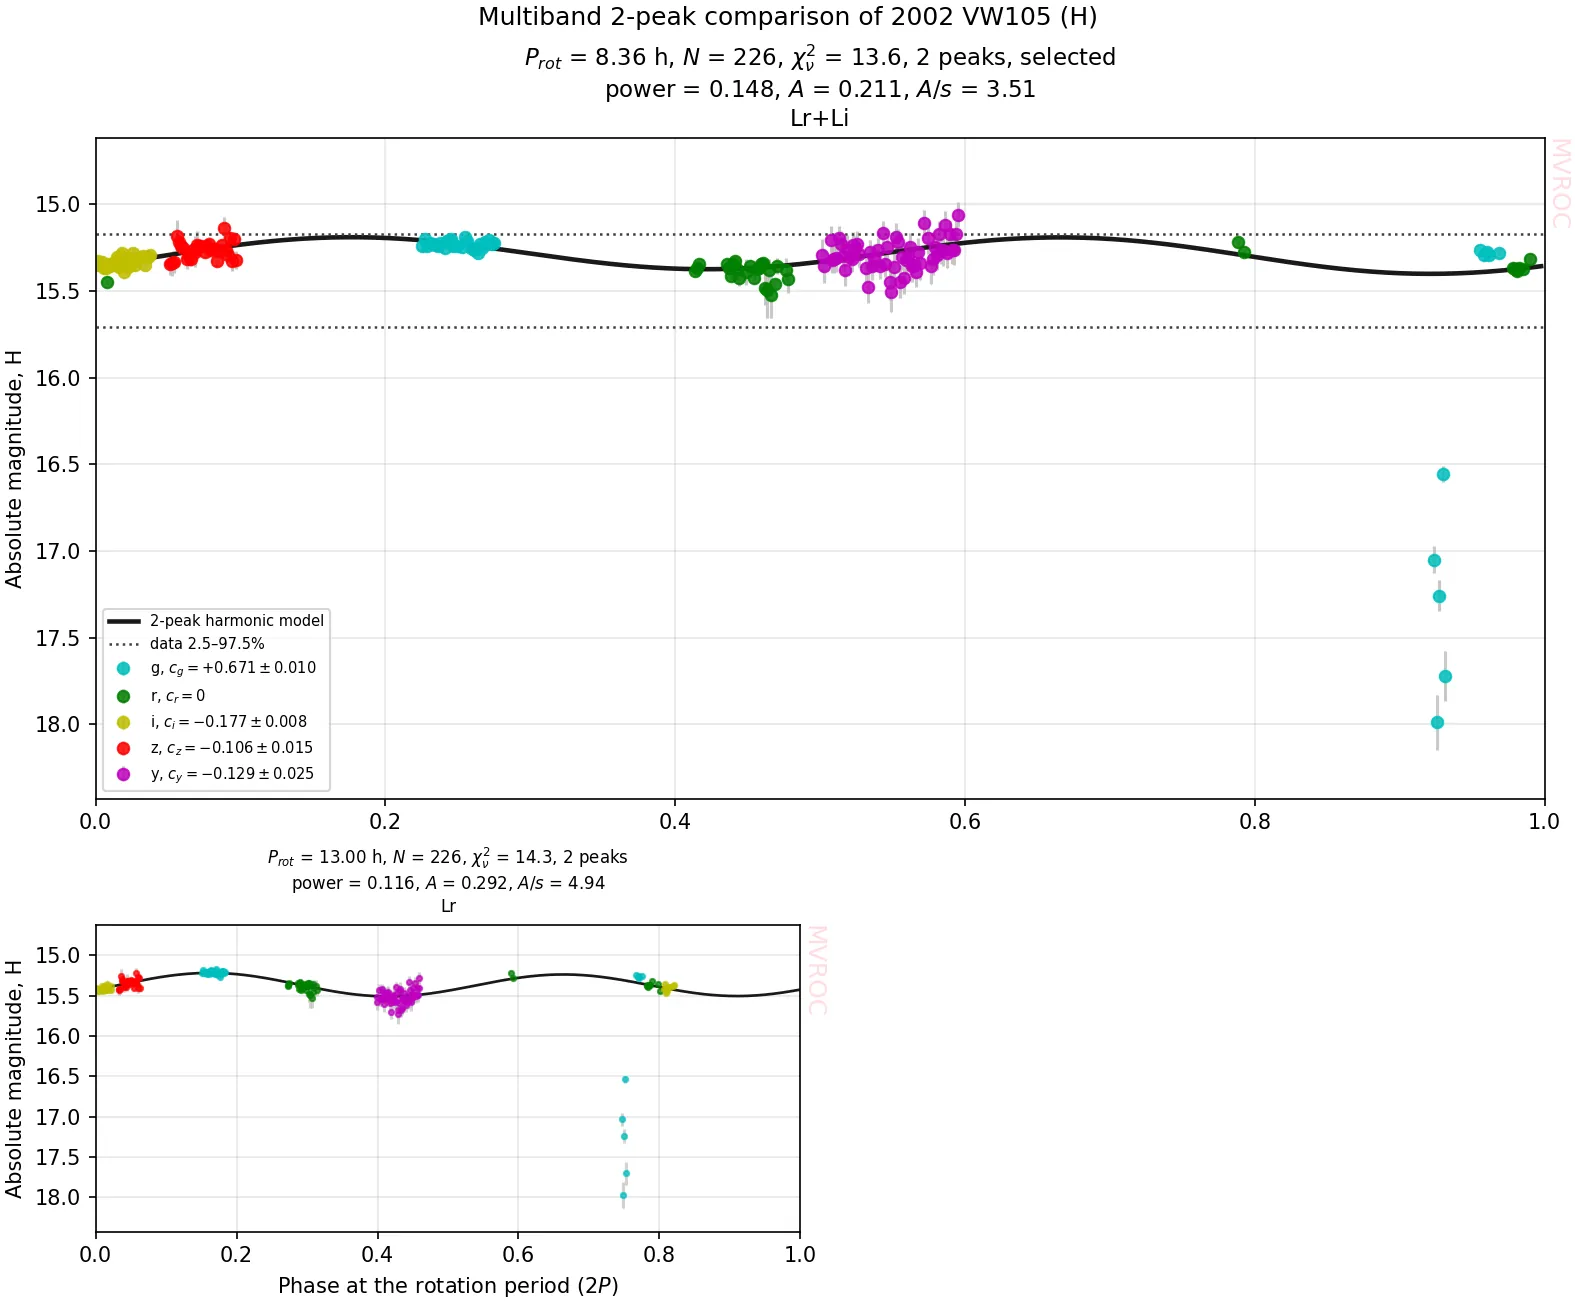 Multiband 2-peak comparison of 2002 VW105 (H)
P_rot = 8.36 h, N = 226, χ²_ν = 13.6, 2 peaks, selected
power = 0.148, A = 0.211, A/s = 3.51
Lr+Li
MVROC
15.0
15.5
16.0
16.5
17.0
17.5
18.0
Absolute magnitude, H
2-peak harmonic model
data 2.5–97.5%
g, c_g = +0.671 ± 0.010
r, c_r = 0
i, c_i = −0.177 ± 0.008
z, c_z = −0.106 ± 0.015
y, c_y = −0.129 ± 0.025
0.0 0.2 0.4 0.6 0.8 1.0
P_rot = 13.00 h, N = 226, χ²_ν = 14.3, 2 peaks
power = 0.116, A = 0.292, A/s = 4.94
Lr
MVROC
15.0
15.5
16.0
16.5
17.0
17.5
18.0
Absolute magnitude, H
0.0 0.2 0.4 0.6 0.8 1.0
Phase at the rotation period (2P)